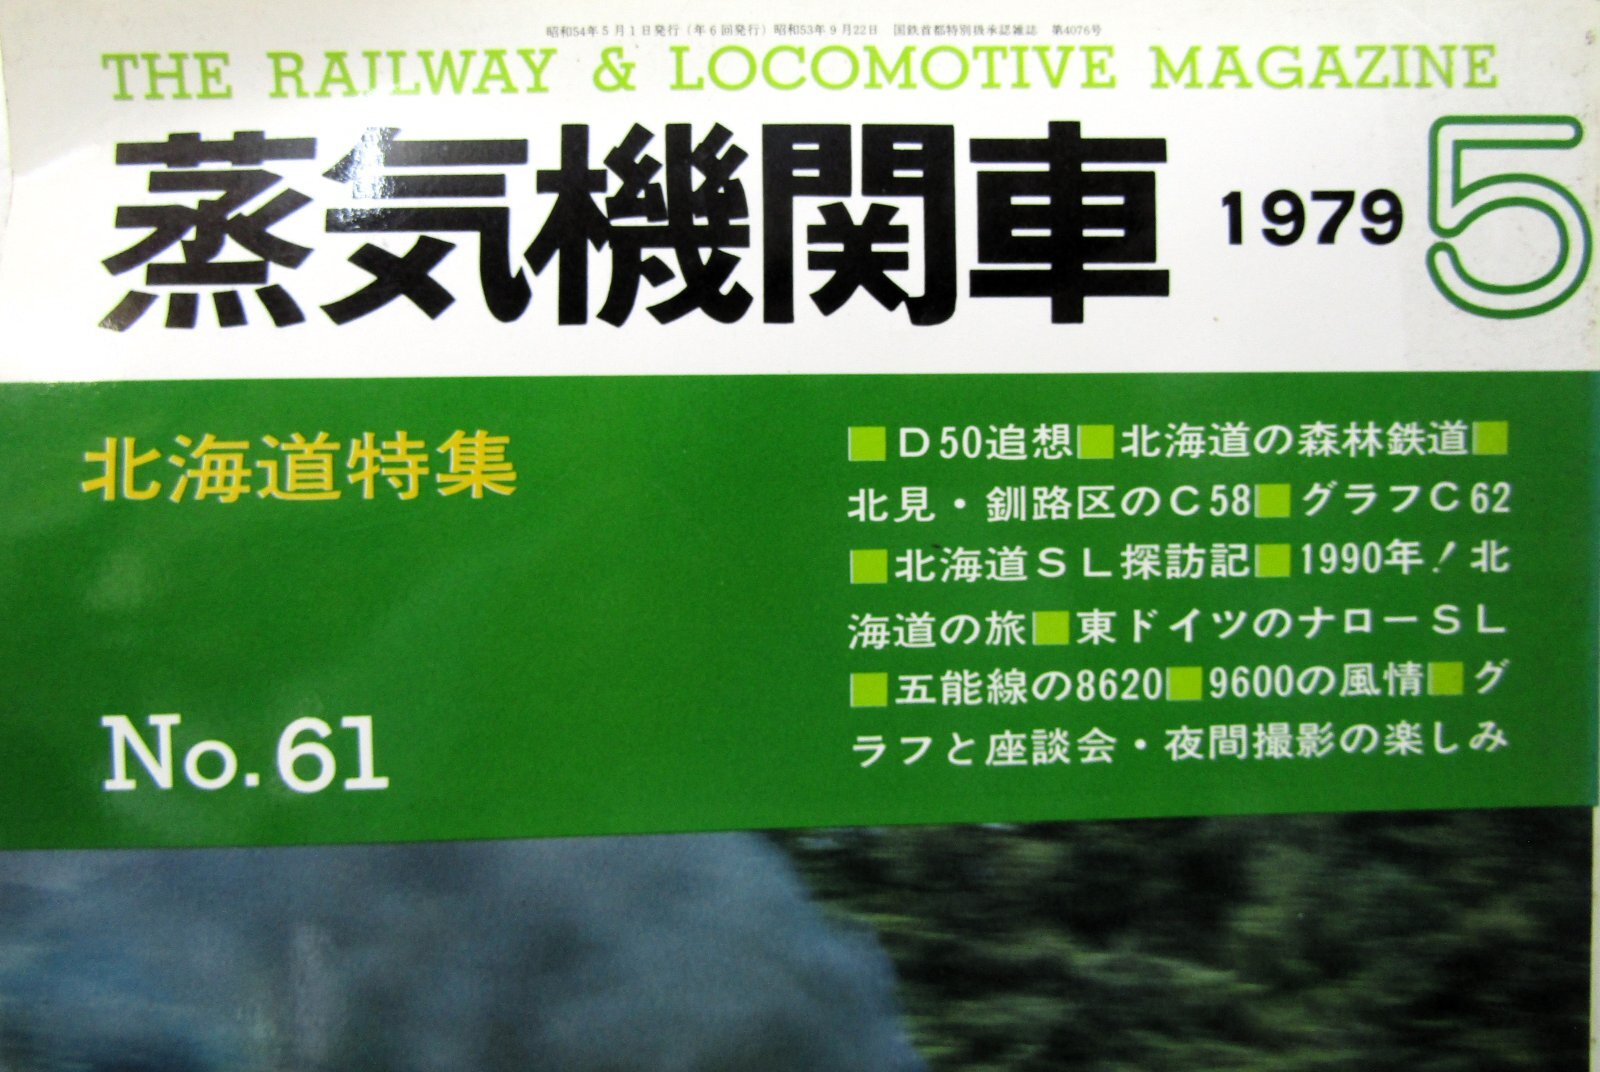 昭和54年5月1日発行（年6回発行）昭和53年9月22日 国鉄首都特別扱承認雑誌 第4076号
THE RAILWAY & LOCOMOTIVE MAGAZINE
蒸気機関車 1979 5
北海道特集
■D50追想■北海道の森林鉄道■
北見・釧路区のC58■グラフC62
■北海道SL探訪記■1990年！北
海道の旅■東ドイツのナローSL
■五能線の8620■9600の風情■グ
ラフと座談会・夜間撮影の楽しみ
No.61